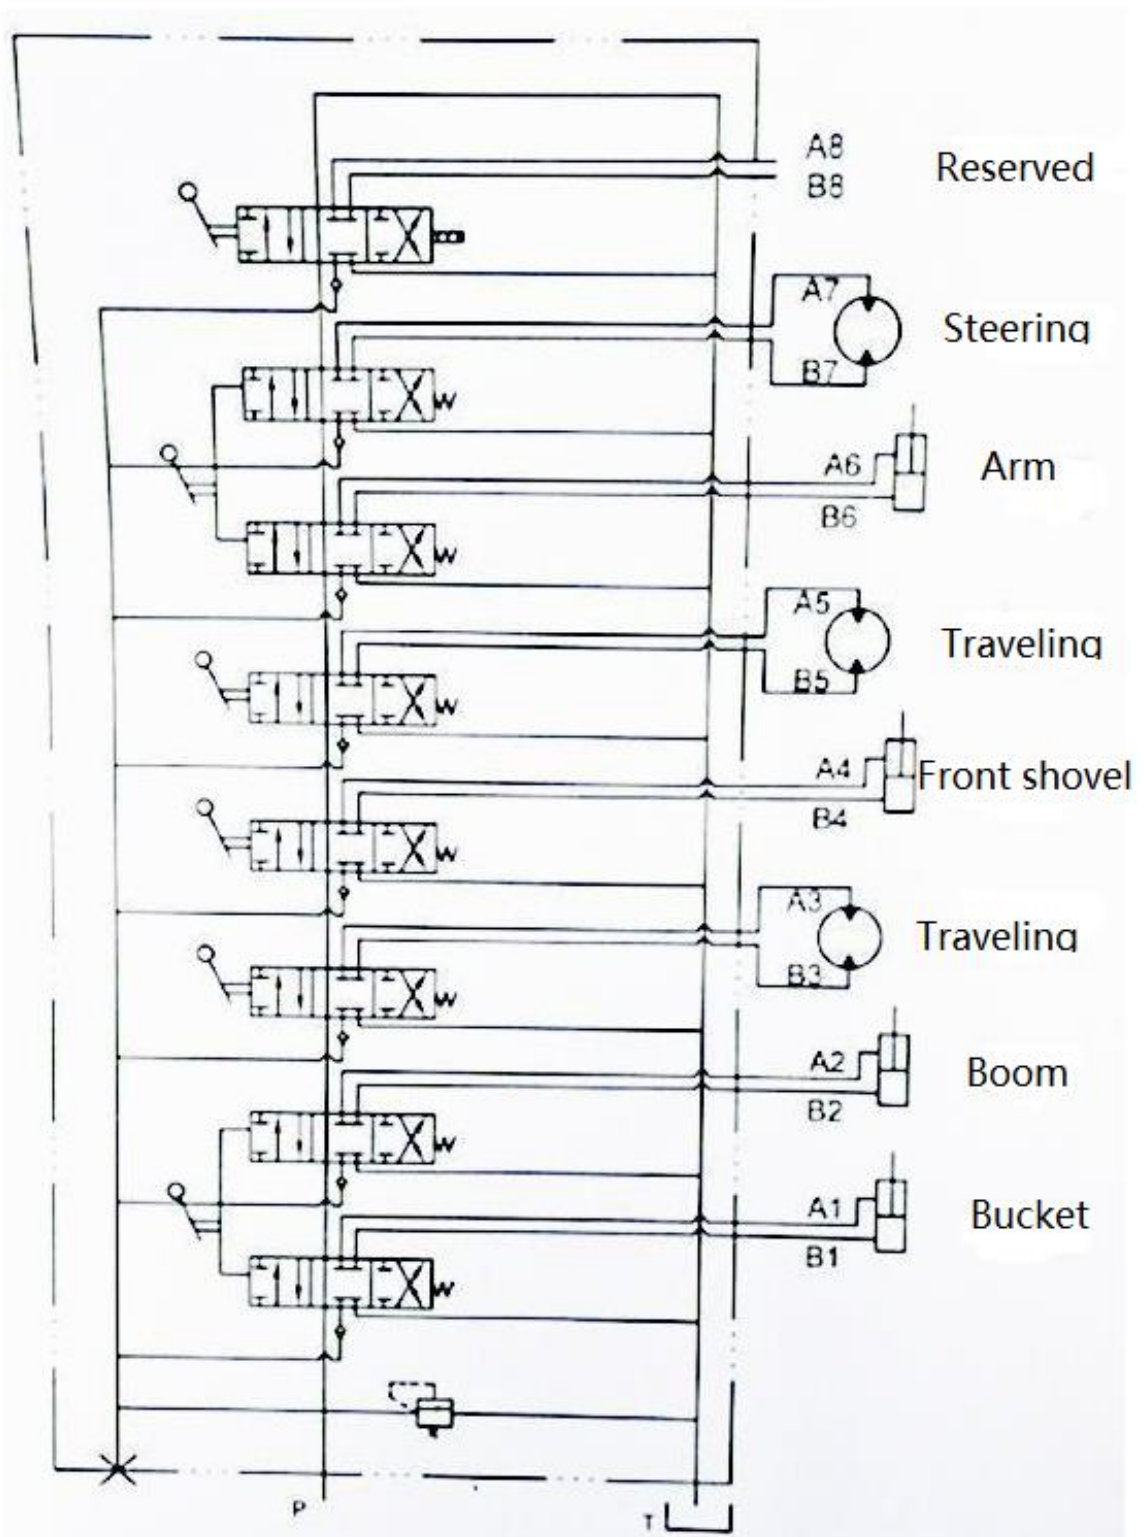 A8
Reserved
B8
A7
Steering
B7
A6
Arm
B6
A5
Traveling
B5
A4
Front shovel
B4
A3
Traveling
B3
A2
Boom
B2
A1
Bucket
B1
P
T